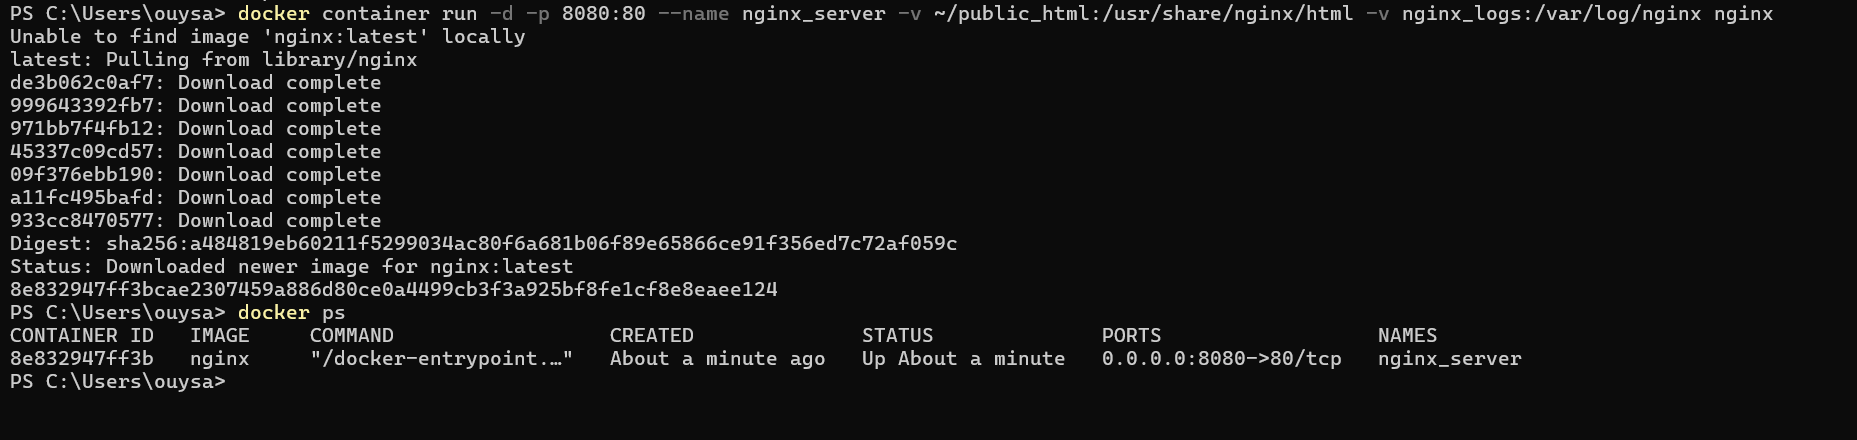 PS C:\Users\ouysa> docker container run -d -p 8080:80 --name nginx_server -v ~/public_html:/usr/share/nginx/html -v nginx_logs:/var/log/nginx nginx
Unable to find image 'nginx:latest' locally
latest: Pulling from library/nginx
de3b062c0af7: Download complete
999643392fb7: Download complete
971bb7f4fb12: Download complete
45337c09cd57: Download complete
09f376ebb190: Download complete
a11fc495bafd: Download complete
933cc8470577: Download complete
Digest: sha256:a484819eb60211f5299034ac80f6a681b06f89e65866ce91f356ed7c72af059c
Status: Downloaded newer image for nginx:latest
8e832947ff3bcae2307459a886d80ce0a4499cb3f3a925bf8fe1cf8e8eaee124
PS C:\Users\ouysa> docker ps
CONTAINER ID   IMAGE     COMMAND                  CREATED              STATUS              PORTS                  NAMES
8e832947ff3b   nginx     "/docker-entrypoint.…"   About a minute ago   Up About a minute   0.0.0.0:8080->80/tcp   nginx_server
PS C:\Users\ouysa>